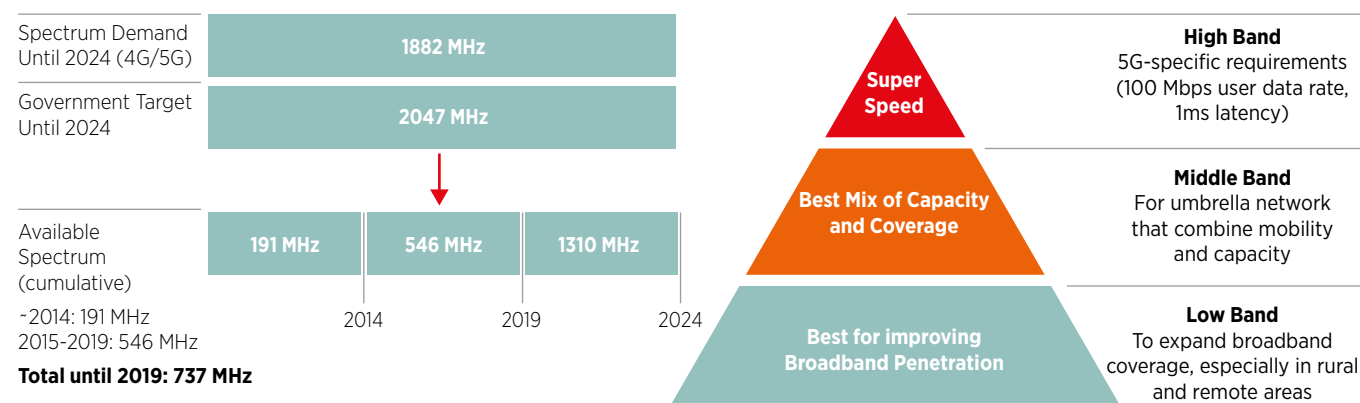 Spectrum Demand
Until 2024 (4G/5G)
1882 MHz
Government Target
Until 2024
2047 MHz
Available
Spectrum
(cumulative)
191 MHz
546 MHz
1310 MHz
~2014: 191 MHz
2015-2019: 546 MHz
Total until 2019: 737 MHz
2014
2019
2024
Super
Speed
High Band
5G-specific requirements
(100 Mbps user data rate,
1ms latency)
Best Mix of Capacity
and Coverage
Middle Band
For umbrella network
that combine mobility
and capacity
Best for improving
Broadband Penetration
Low Band
To expand broadband
coverage, especially in rural
and remote areas